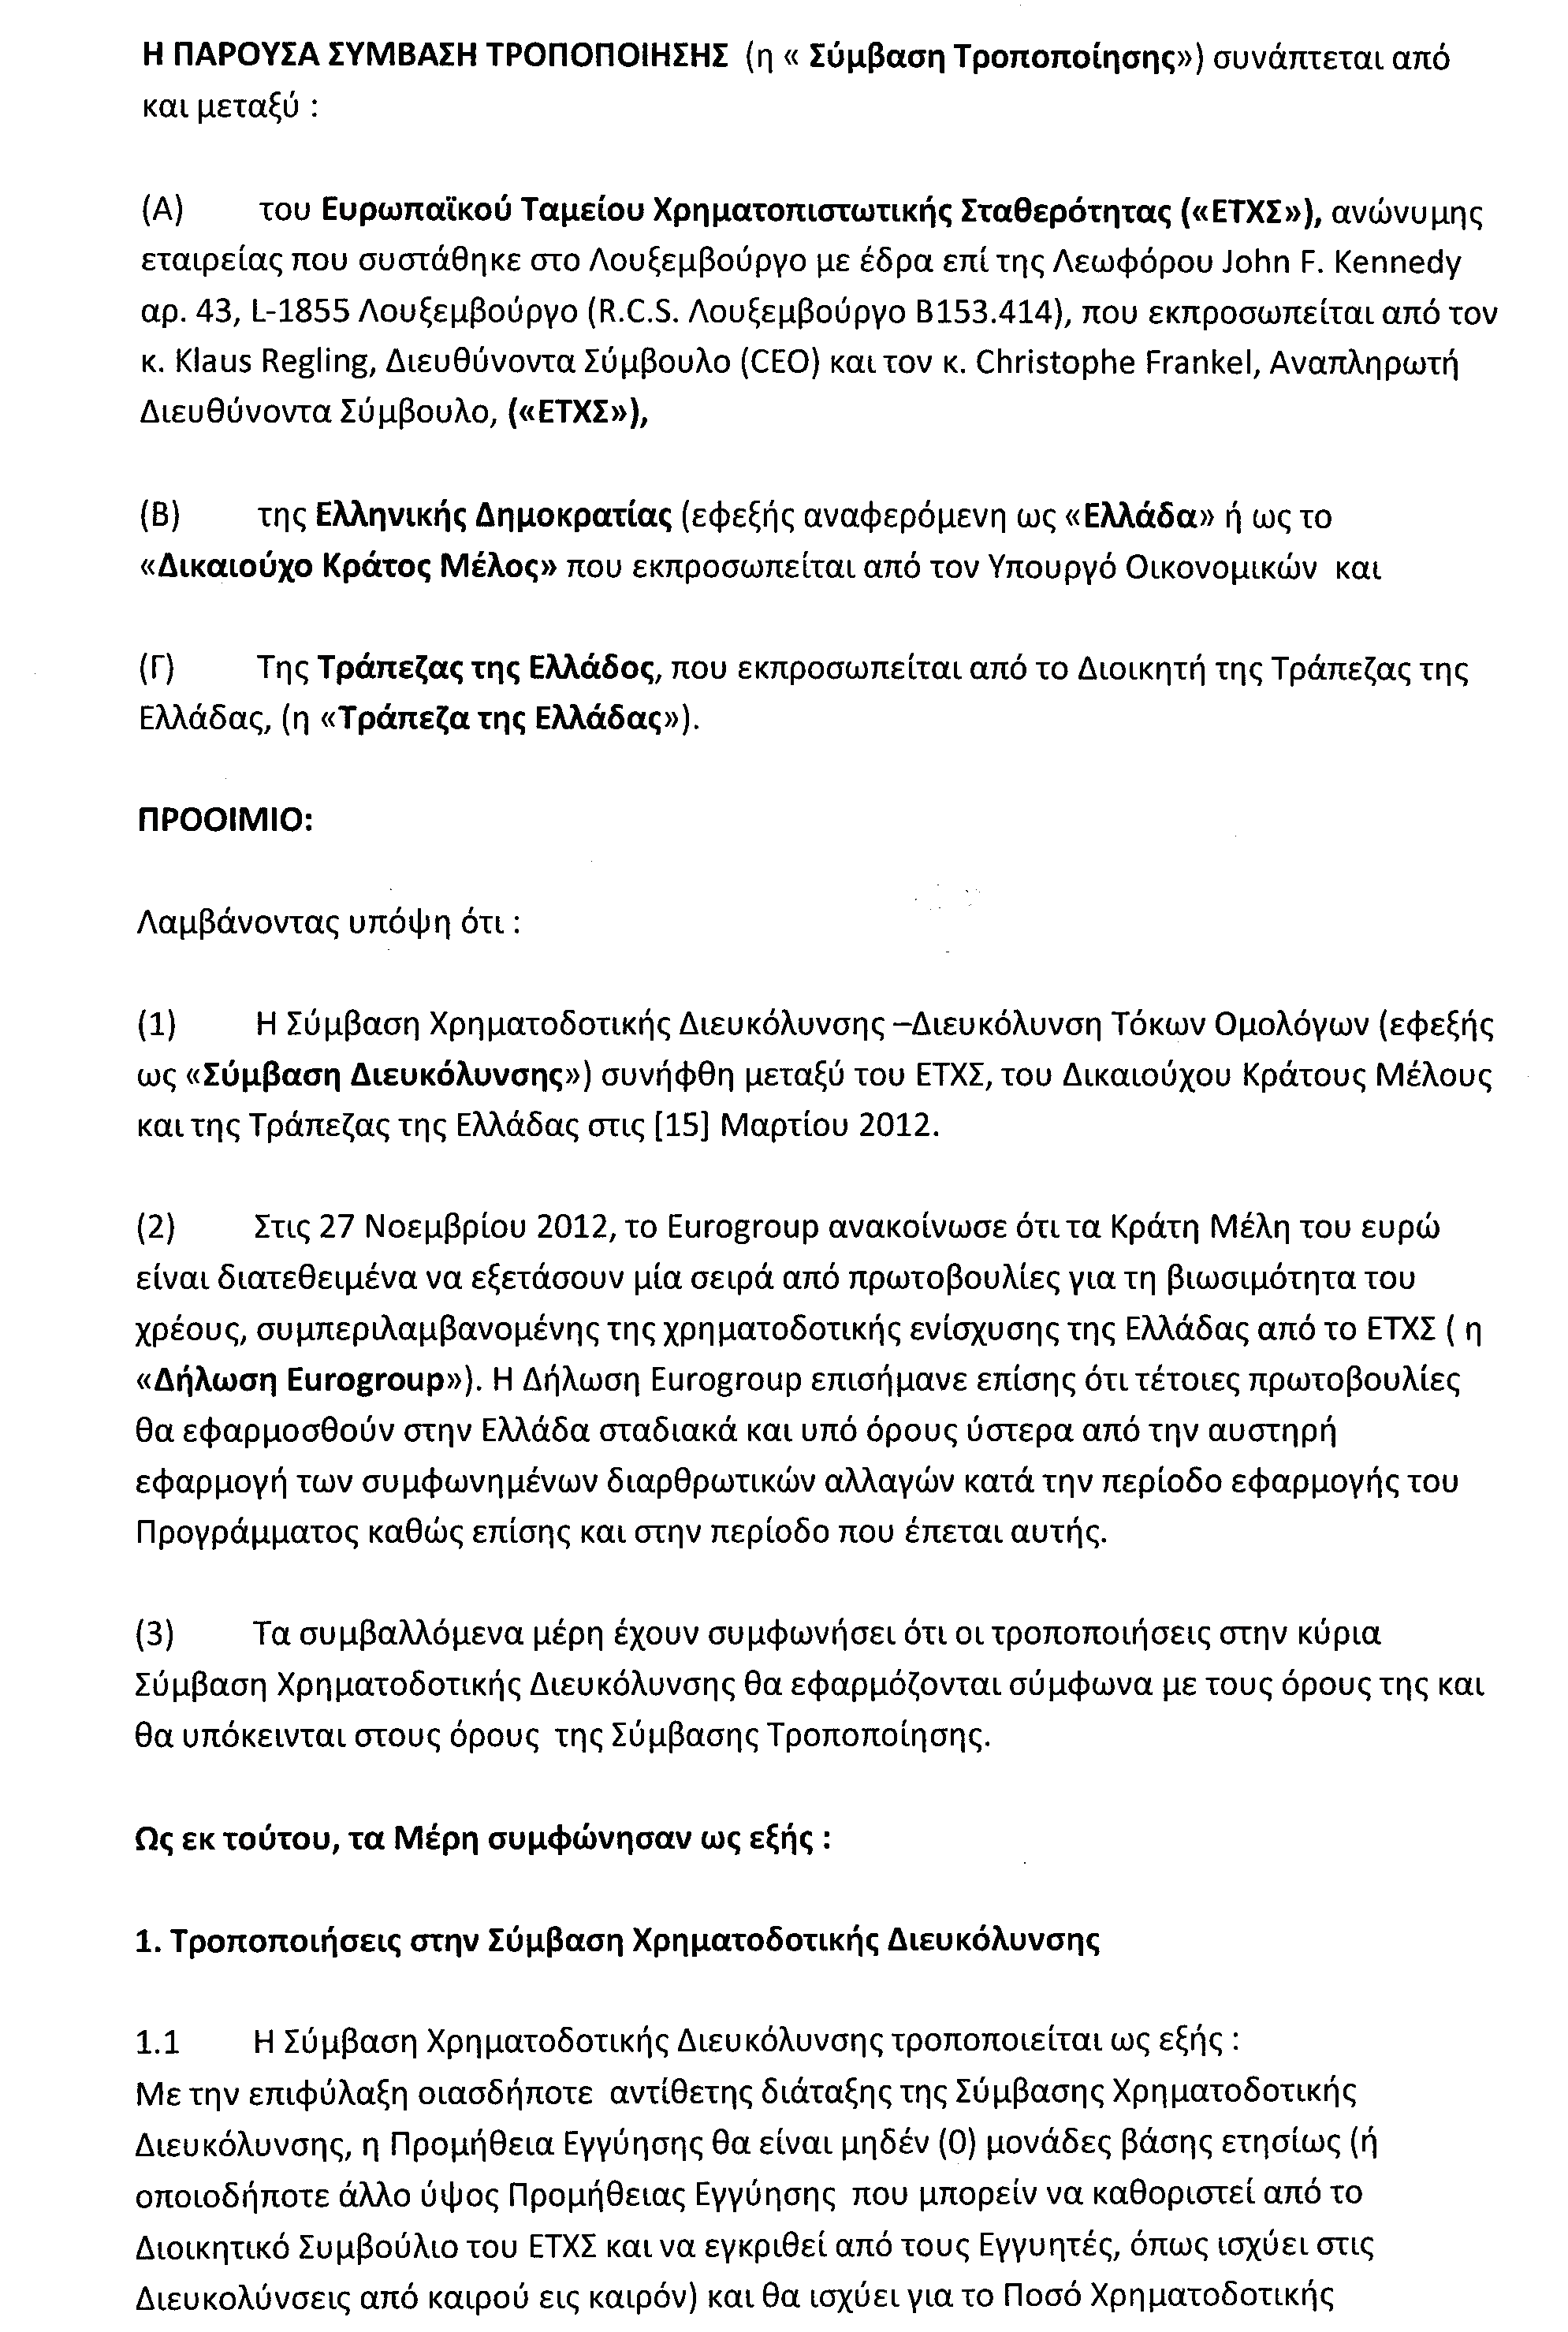 Η ΠΑΡΟΥΣΑ ΣΥΜΒΑΣΗ ΤΡΟΠΟΠΟΙΗΣΗΣ (η « Σύμβαση Τροποποίησης») συνάπτεται από
και μεταξύ :
(Α) του Ευρωπαϊκού Ταμείου Χρηματοπιστωτικής Σταθερότητας («ΕΤΧΣ»), ανώνυμης
εταιρείας που συστάθηκε στο Λουξεμβούργο με έδρα επί της Λεωφόρου John F. Kennedy
αρ. 43, L-1855 Λουξεμβούργο (R.C.S. Λουξεμβούργο B153.414), που εκπροσωπείται από τον
κ. Klaus Regling, Διευθύνοντα Σύμβουλο (CEO) και τον κ. Christophe Frankel, Αναπληρωτή
Διευθύνοντα Σύμβουλο, («ΕΤΧΣ»),
(Β) της Ελληνικής Δημοκρατίας (εφεξής αναφερόμενη ως «Ελλάδα» ή ως το
«Δικαιούχο Κράτος Μέλος» που εκπροσωπείται από τον Υπουργό Οικονομικών και
(Γ) Της Τράπεζας της Ελλάδος, που εκπροσωπείται από το Διοικητή της Τράπεζας της
Ελλάδας, (η «Τράπεζα της Ελλάδας»).
ΠΡΟΟΙΜΙΟ:
Λαμβάνοντας υπόψη ότι :
(1) Η Σύμβαση Χρηματοδοτικής Διευκόλυνσης –Διευκόλυνση Τόκων Ομολόγων (εφεξής
ως «Σύμβαση Διευκόλυνσης») συνήφθη μεταξύ του ΕΤΧΣ, του Δικαιούχου Κράτους Μέλους
και της Τράπεζας της Ελλάδας στις [15] Μαρτίου 2012.
(2) Στις 27 Νοεμβρίου 2012, το Eurogroup ανακοίνωσε ότι τα Κράτη Μέλη του ευρώ
είναι διατεθειμένα να εξετάσουν μία σειρά από πρωτοβουλίες για τη βιωσιμότητα του
χρέους, συμπεριλαμβανομένης της χρηματοδοτικής ενίσχυσης της Ελλάδας από το ΕΤΧΣ ( η
«Δήλωση Eurogroup»). Η Δήλωση Eurogroup επισήμανε επίσης ότι τέτοιες πρωτοβουλίες
θα εφαρμοσθούν στην Ελλάδα σταδιακά και υπό όρους ύστερα από την αυστηρή
εφαρμογή των συμφωνημένων διαρθρωτικών αλλαγών κατά την περίοδο εφαρμογής του
Προγράμματος καθώς επίσης και στην περίοδο που έπεται αυτής.
(3) Τα συμβαλλόμενα μέρη έχουν συμφωνήσει ότι οι τροποποιήσεις στην κύρια
Σύμβαση Χρηματοδοτικής Διευκόλυνσης θα εφαρμόζονται σύμφωνα με τους όρους της και
θα υπόκεινται στους όρους της Σύμβασης Τροποποίησης.
Ως εκ τούτου, τα Μέρη συμφώνησαν ως εξής :
1. Τροποποιήσεις στην Σύμβαση Χρηματοδοτικής Διευκόλυνσης
1.1 Η Σύμβαση Χρηματοδοτικής Διευκόλυνσης τροποποιείται ως εξής :
Με την επιφύλαξη οιασδήποτε αντίθετης διάταξης της Σύμβασης Χρηματοδοτικής
Διευκόλυνσης, η Προμήθεια Εγγύησης θα είναι μηδέν (0) μονάδες βάσης ετησίως (ή
οποιοδήποτε άλλο ύψος Προμήθειας Εγγύησης που μπορείν να καθοριστεί από το
Διοικητικό Συμβούλιο του ΕΤΧΣ και να εγκριθεί από τους Εγγυητές, όπως ισχύει στις
Διευκολύνσεις από καιρού εις καιρόν) και θα ισχύει για το Ποσό Χρηματοδοτικής